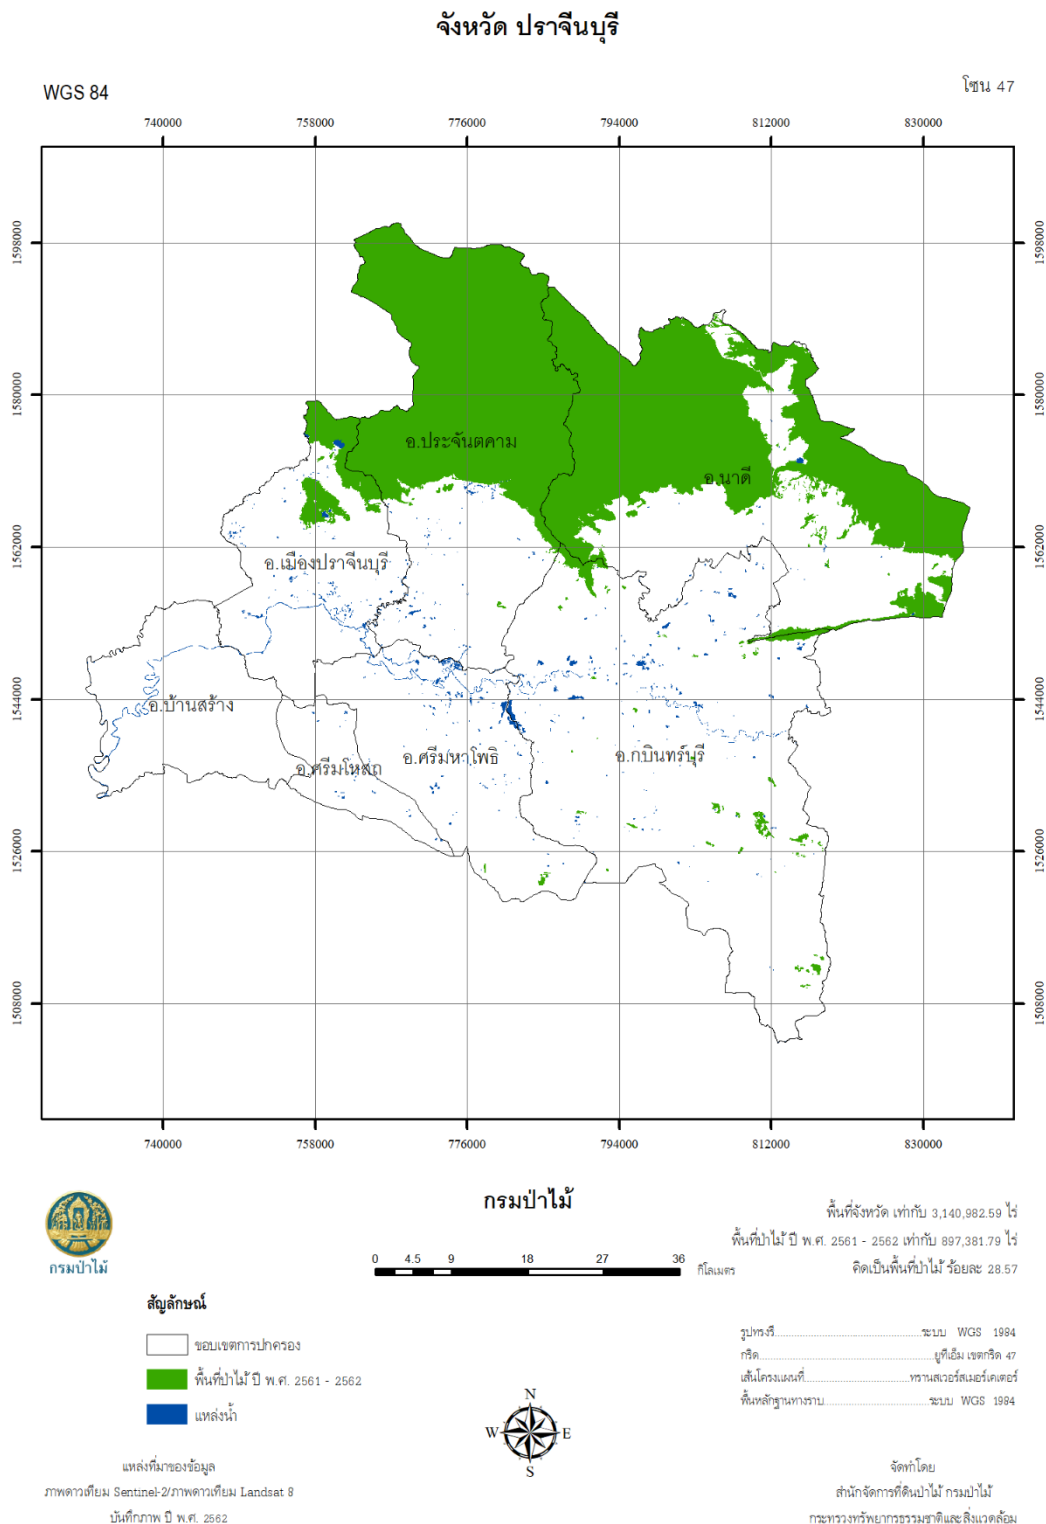 จังหวัด ปราจีนบุรี
WGS 84
โซน 47
740000 758000 776000 794000 812000 830000
1598000 1598000
1580000 1580000
อ.ประจันตคาม
อ.นาดี
1562000 1562000
อ.เมืองปราจีนบุรี
1544000 1544000
อ.บ้านสร้าง
อ.ศรีมหาโพธิ
อ.กบินทร์บุรี
อ.ศรีมโหสถ
1526000 1526000
1508000 1508000
740000 758000 776000 794000 812000 830000
กรมป่าไม้
กรมป่าไม้
0 4.5 9 18 27 36
กิโลเมตร
พื้นที่จังหวัด เท่ากับ 3,140,982.59 ไร่
พื้นที่ป่าไม้ ปี พ.ศ. 2561 - 2562 เท่ากับ 897,381.79 ไร่
คิดเป็นพื้นที่ป่าไม้ ร้อยละ 28.57
สัญลักษณ์
ขอบเขตการปกครอง
พื้นที่ป่าไม้ ปี พ.ศ. 2561 - 2562
แหล่งน้ำ
รูปทรงรี ระบบ WGS 1984
กริด ยูทีเอ็ม เขตกริด 47
เส้นโครงแผนที่ ทรานสเวอร์สเมอร์เคเตอร์
พื้นหลักฐานทางราบ ระบบ WGS 1984
N
W E
S
แหล่งที่มาของข้อมูล
ภาพดาวเทียม Sentinel-2/ภาพดาวเทียม Landsat 8
บันทึกภาพ ปี พ.ศ. 2562
จัดทำโดย
สำนักจัดการที่ดินป่าไม้ กรมป่าไม้
กระทรวงทรัพยากรธรรมชาติและสิ่งแวดล้อม